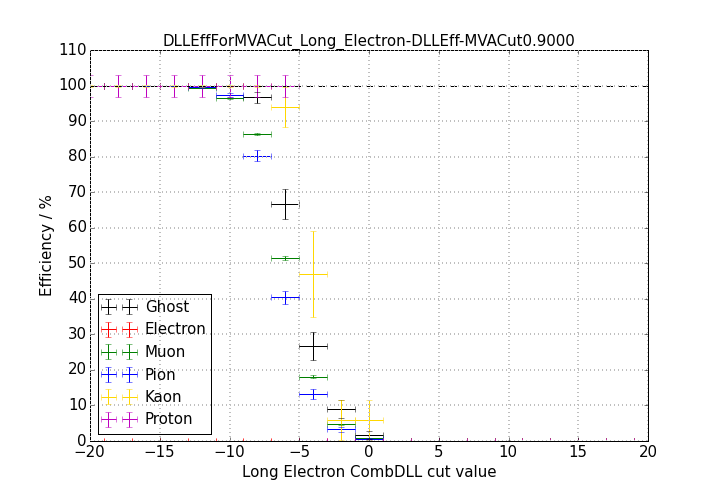 DLLEffForMVACut_Long_Electron-DLLEff-MVACut0.9000
110
100
90
80
70
60
50
40
30
20
10
0
Efficiency / %
Ghost
Electron
Muon
Pion
Kaon
Proton
−20 −15 −10 −5 0 5 10 15 20
Long Electron CombDLL cut value